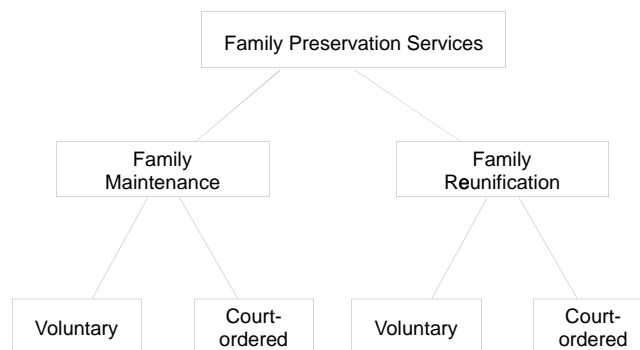 Family Preservation Services
Family
Maintenance
Family
Reunification
Voluntary
Court-
ordered
Voluntary
Court-
ordered